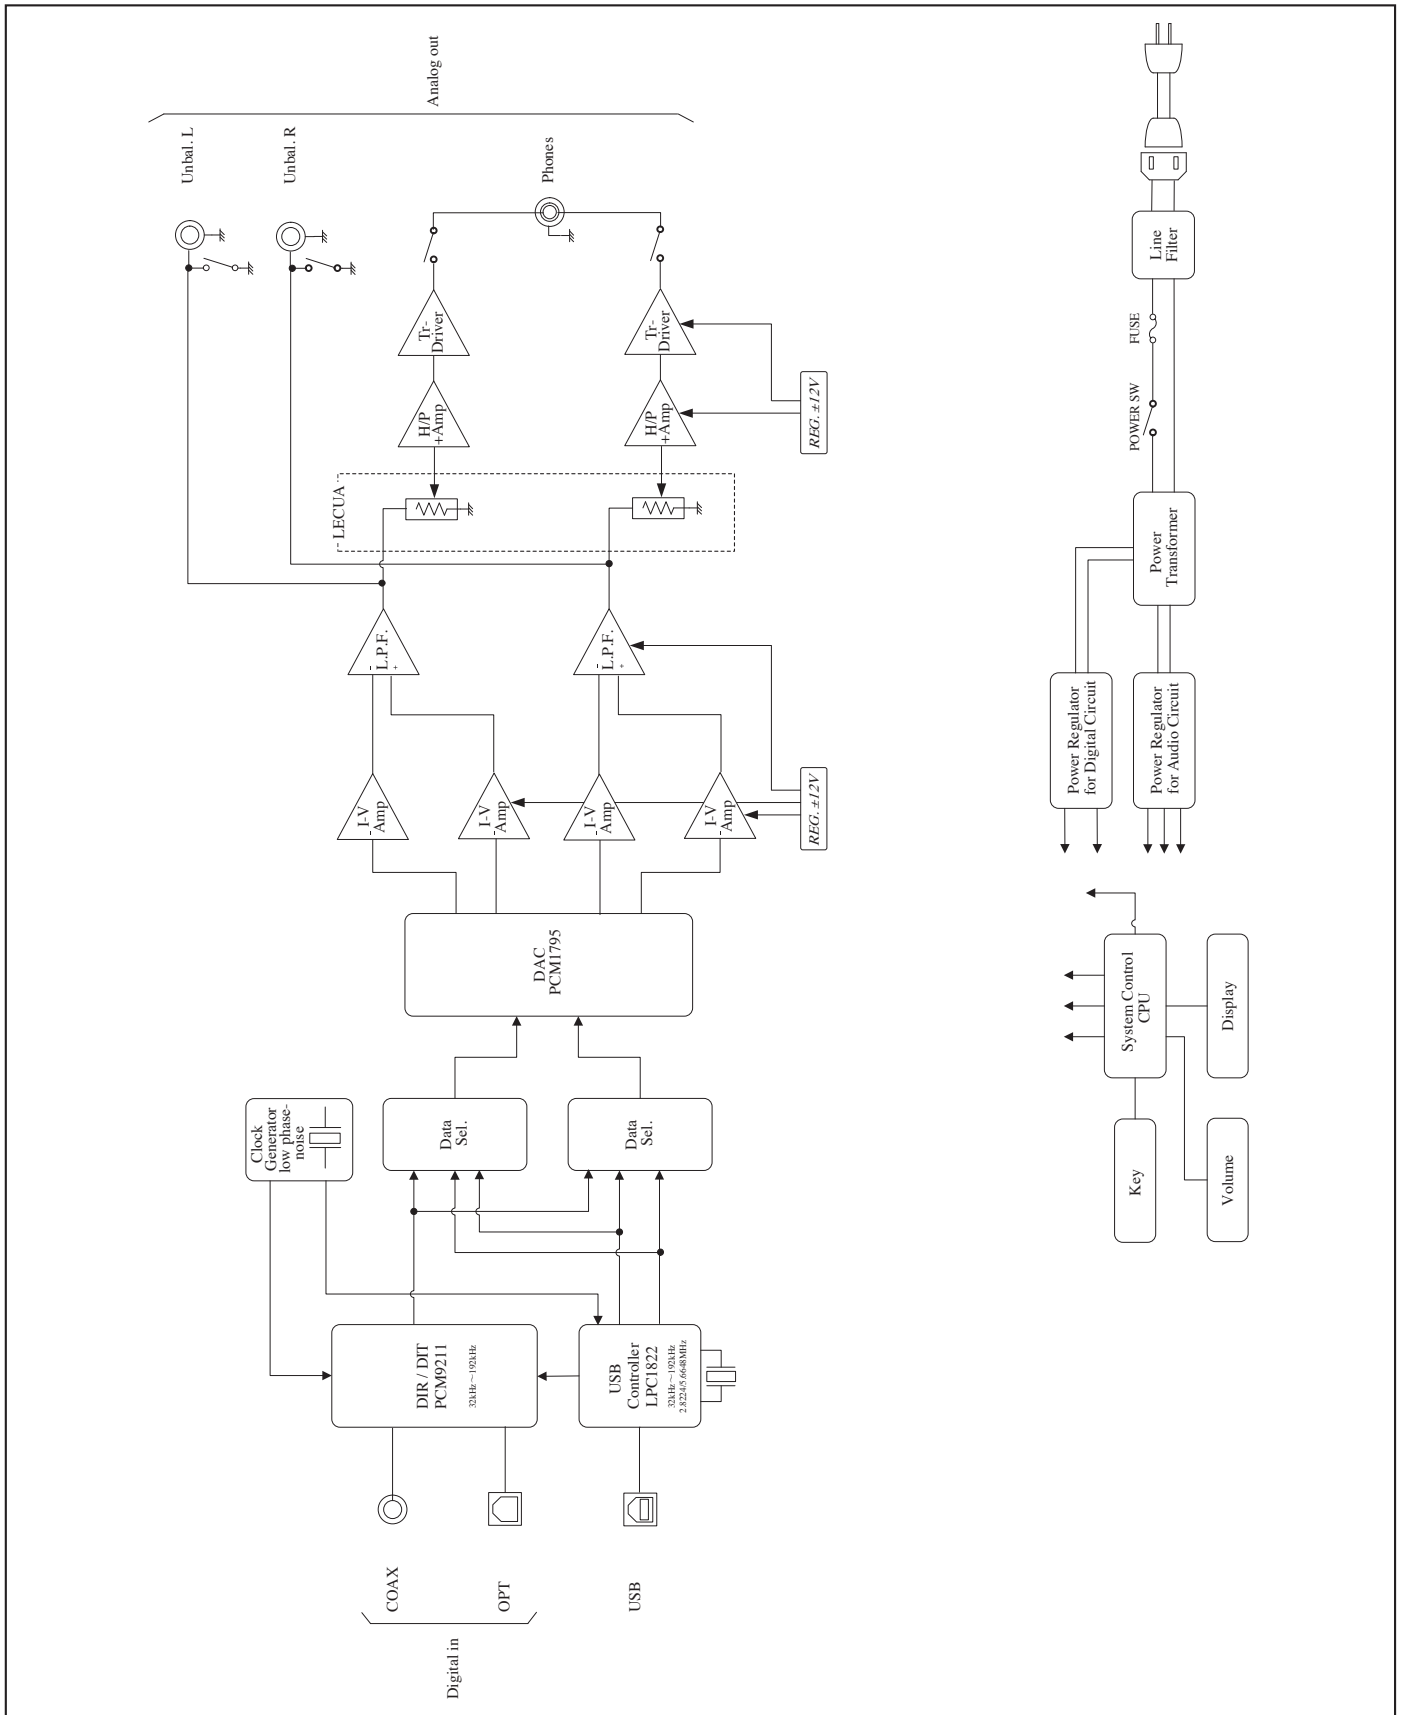 Digital in
COAX
OPT
USB
Clock
Generator
low phase-
noise
DIR / DIT
PCM9211
32kHz～192kHz
USB
Controller
LPC1822
32kHz～192kHz
2.8224/5.6648MHz
Data
Sel.
Data
Sel.
DAC
PCM1795
I-V
- Amp
I-V
- Amp
I-V
- Amp
I-V
- Amp
REG. ±12V
- L.P.F.
+
- L.P.F.
+
LECUA
H/P
+Amp
H/P
+Amp
REG. ±12V
Tr-
Driver
Tr-
Driver
Unbal. L
Unbal. R
Phones
Analog out
Key
Volume
Display
System Control
CPU
Power Regulator
for Digital Circuit
Power Regulator
for Audio Circuit
Power
Transformer
POWER SW
FUSE
Line
Filter